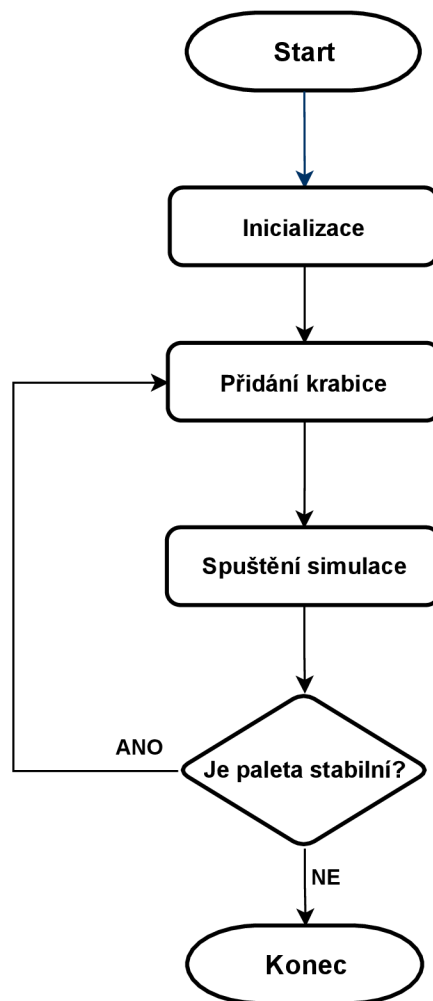 Start
Inicializace
Přidání krabice
Spuštění simulace
ANO
Je paleta stabilní?
NE
Konec